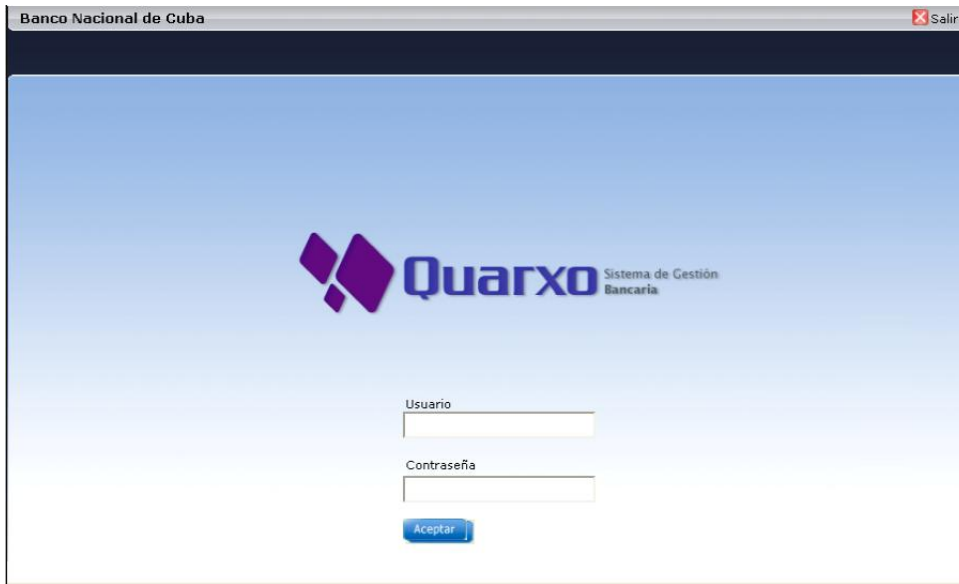 Banco Nacional de Cuba
Salir
Quarxo
Sistema de Gestión
Bancaria
Usuario
Contraseña
Aceptar